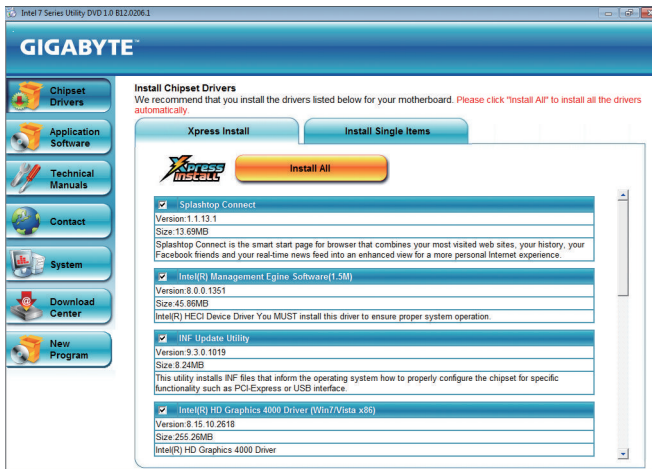 Intel 7 Series Utility DVD 1.0 B12.0206.1
GIGABYTE™
Chipset
Drivers
Application
Software
Technical
Manuals
Contact
System
Download
Center
New
Program
Install Chipset Drivers
We recommend that you install the drivers listed below for your motherboard. Please click "Install All" to install all the drivers
automatically.
Xpress Install
Install Single Items
Xpress
Install
Install All
Splashtop Connect
Version:1.1.13.1
Size:13.69MB
Splashtop Connect is the smart start page for browser that combines your most visited web sites, your history, your
Facebook friends and your real-time news feed into an enhanced view for a more personal Internet experience.
Intel(R) Management Egine Software(1.5M)
Version:8.0.0.1351
Size:45.86MB
Intel(R) HECI Device Driver You MUST install this driver to ensure proper system operation.
INF Update Utility
Version:9.3.0.1019
Size:8.24MB
This utility installs INF files that inform the operating system how to properly configure the chipset for specific
functionality such as PCI-Express or USB interface.
Intel(R) HD Graphics 4000 Driver (Win7/Vista x86)
Version:8.15.10.2618
Size:255.26MB
Intel(R) HD Graphics 4000 Driver